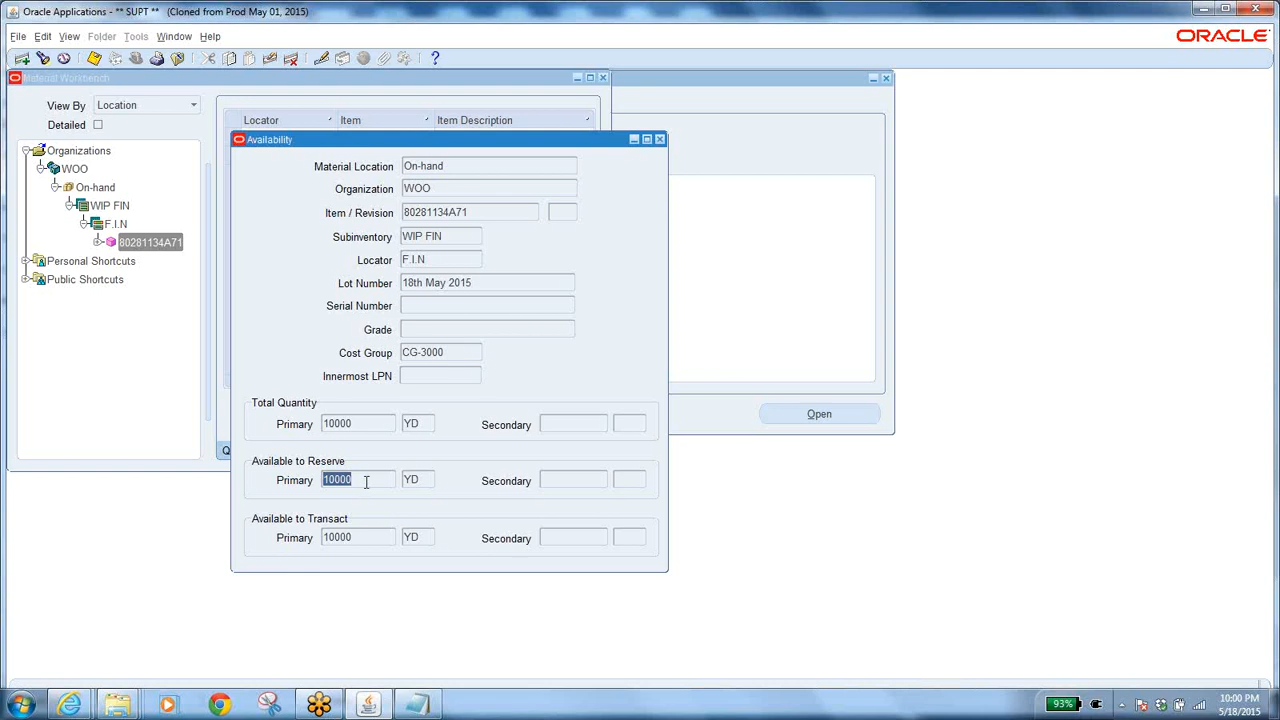 Oracle Applications - ** SUPT ** (Cloned from Prod May 01, 2015)
File Edit View Folder Tools Window Help
ORACLE
Material Workbench
View By Location
Detailed
Organizations
WOO
On-hand
WIP FIN
F.I.N
80281134A71
Personal Shortcuts
Public Shortcuts
Locator Item Item Description
Availability
Material Location On-hand
Organization WOO
Item / Revision 80281134A71
Subinventory WIP FIN
Locator F.I.N
Lot Number 18th May 2015
Serial Number
Grade
Cost Group CG-3000
Innermost LPN
Total Quantity
Primary 10000 YD Secondary
Available to Reserve
Primary 10000 YD Secondary
Available to Transact
Primary 10000 YD Secondary
Open
93%
10:00 PM
5/18/2015